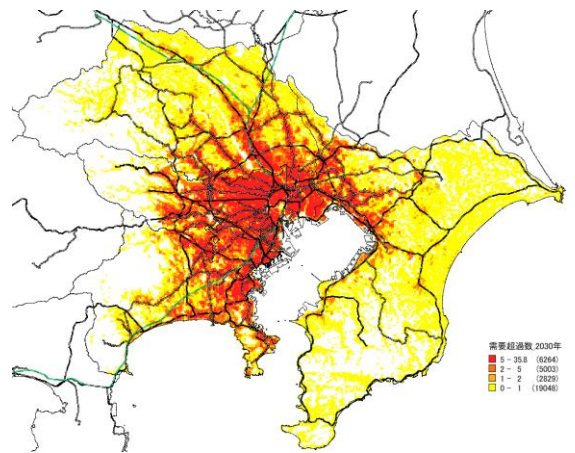 需要超過数_2030年
5 - 35.8 (6264)
2 - 5 (5003)
1 - 2 (2829)
0 - 1 (19048)